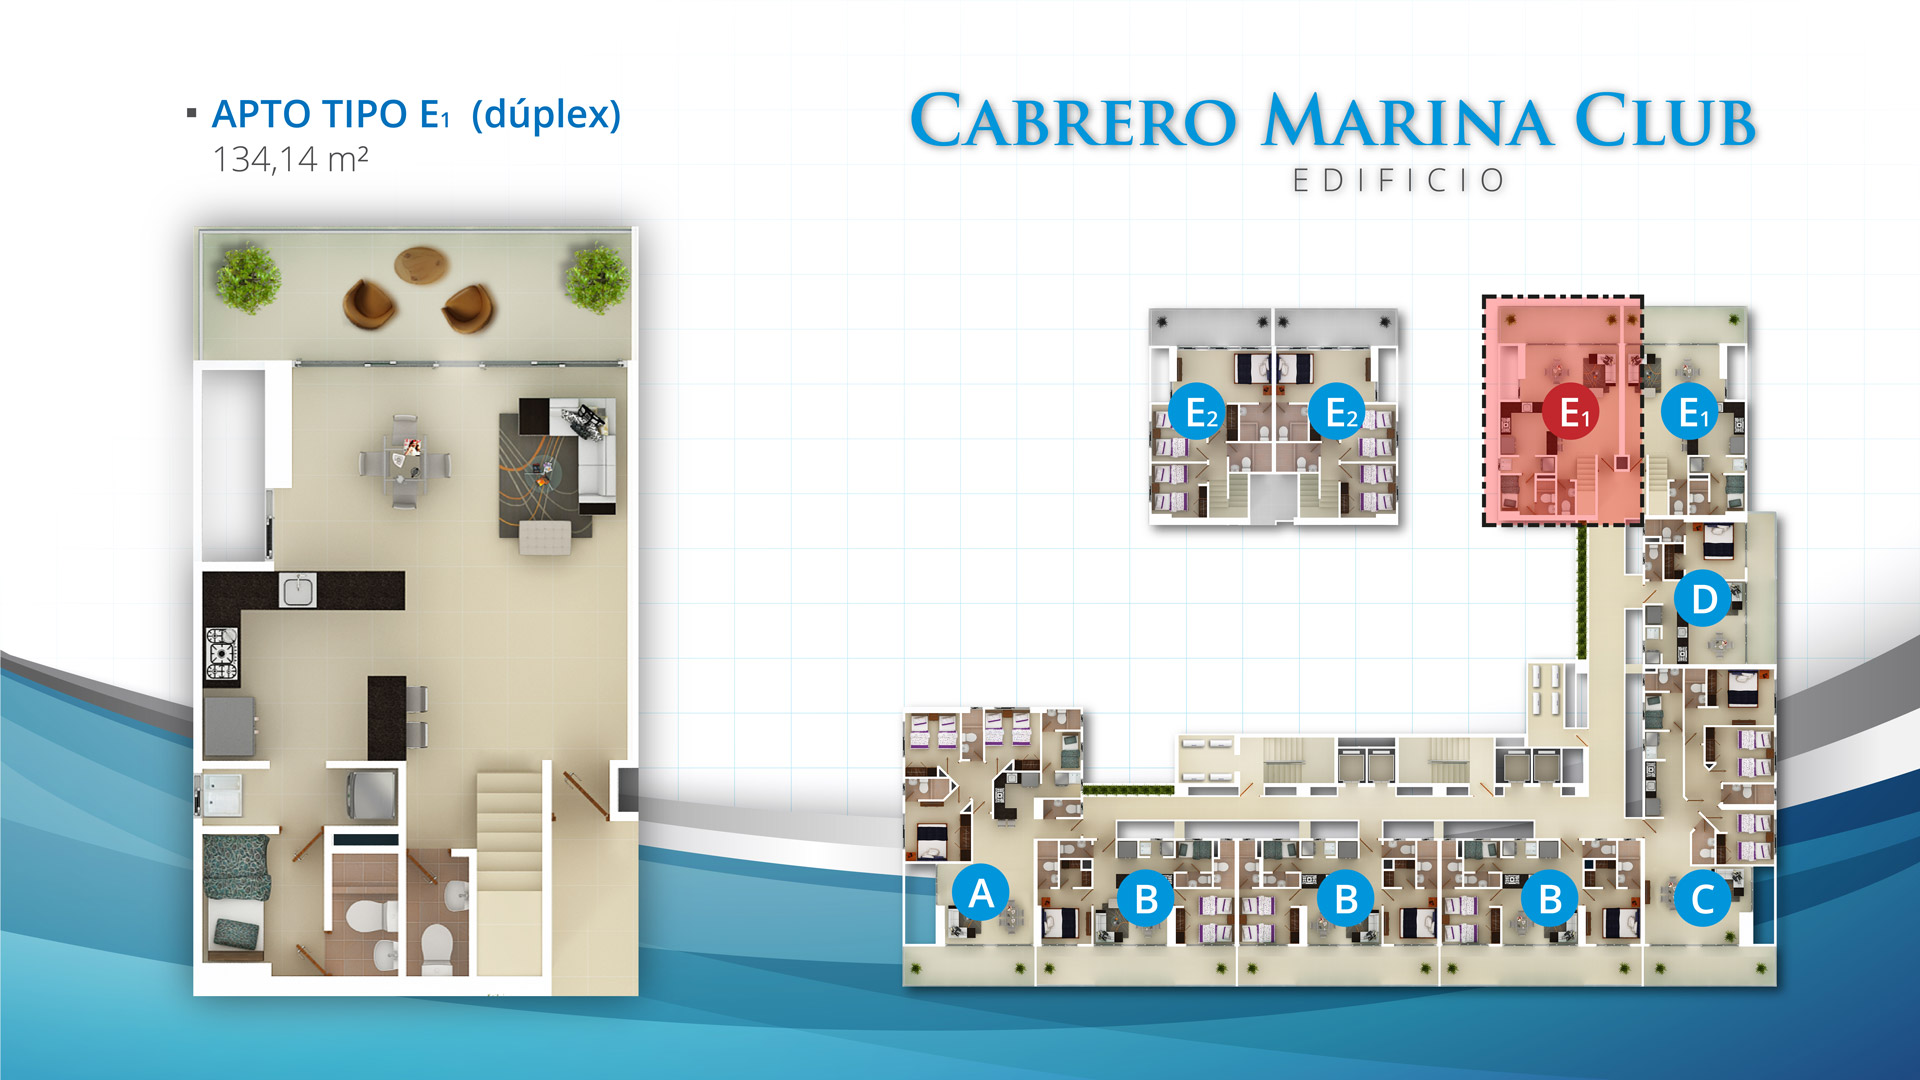 ▪ APTO TIPO E1 (dúplex)
134,14 m²
CABRERO MARINA CLUB
EDIFICIO
E2
E2
E1
E1
D
A
B
B
B
C